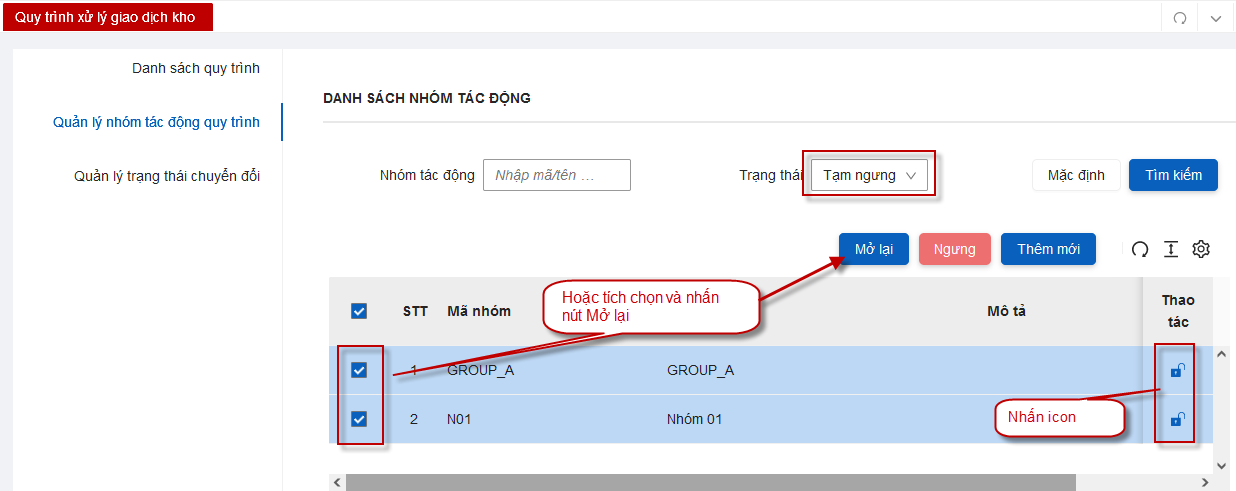 Quy trình xử lý giao dịch kho
Danh sách quy trình
Quản lý nhóm tác động quy trình
Quản lý trạng thái chuyển đổi
DANH SÁCH NHÓM TÁC ĐỘNG
Nhóm tác động Nhập mã/tên ... Trạng thái Tạm ngưng Mặc định Tìm kiếm
Mở lại Ngưng Thêm mới
Hoặc tích chọn và nhấn
nút Mở lại
STT Mã nhóm Mô tả Thao
tác
1 GROUP_A GROUP_A
2 N01 Nhóm 01
Nhấn icon